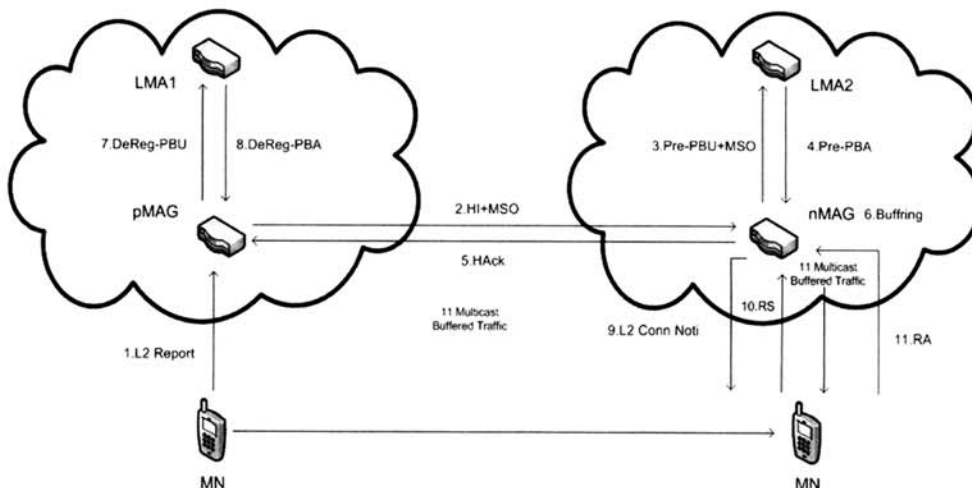 LMA1
LMA2
7.DeReg-PBU
8.DeReg-PBA
3.Pre-PBU+MSO
4.Pre-PBA
pMAG
2.HI+MSO
nMAG
6.Buffring
5.HAck
11 Multicast
Buffered Traffic
11 Multicast
Buffered Traffic
10.RS
9.L2 Conn Noti
11.RA
1.L2 Report
MN
MN